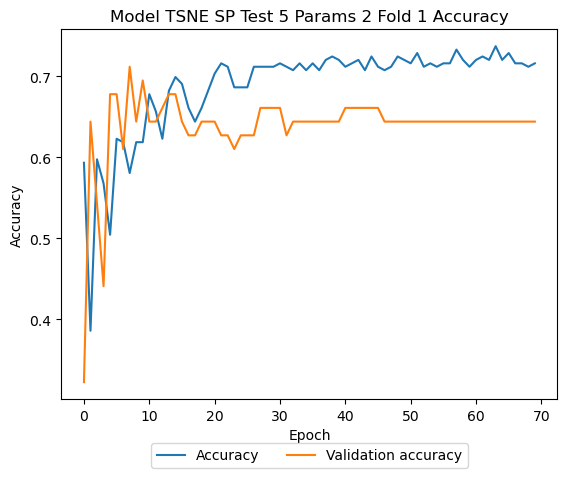 Model TSNE SP Test 5 Params 2 Fold 1 Accuracy
Accuracy
0.7
0.6
0.5
0.4
0 10 20 30 40 50 60 70
Epoch
Accuracy Validation accuracy